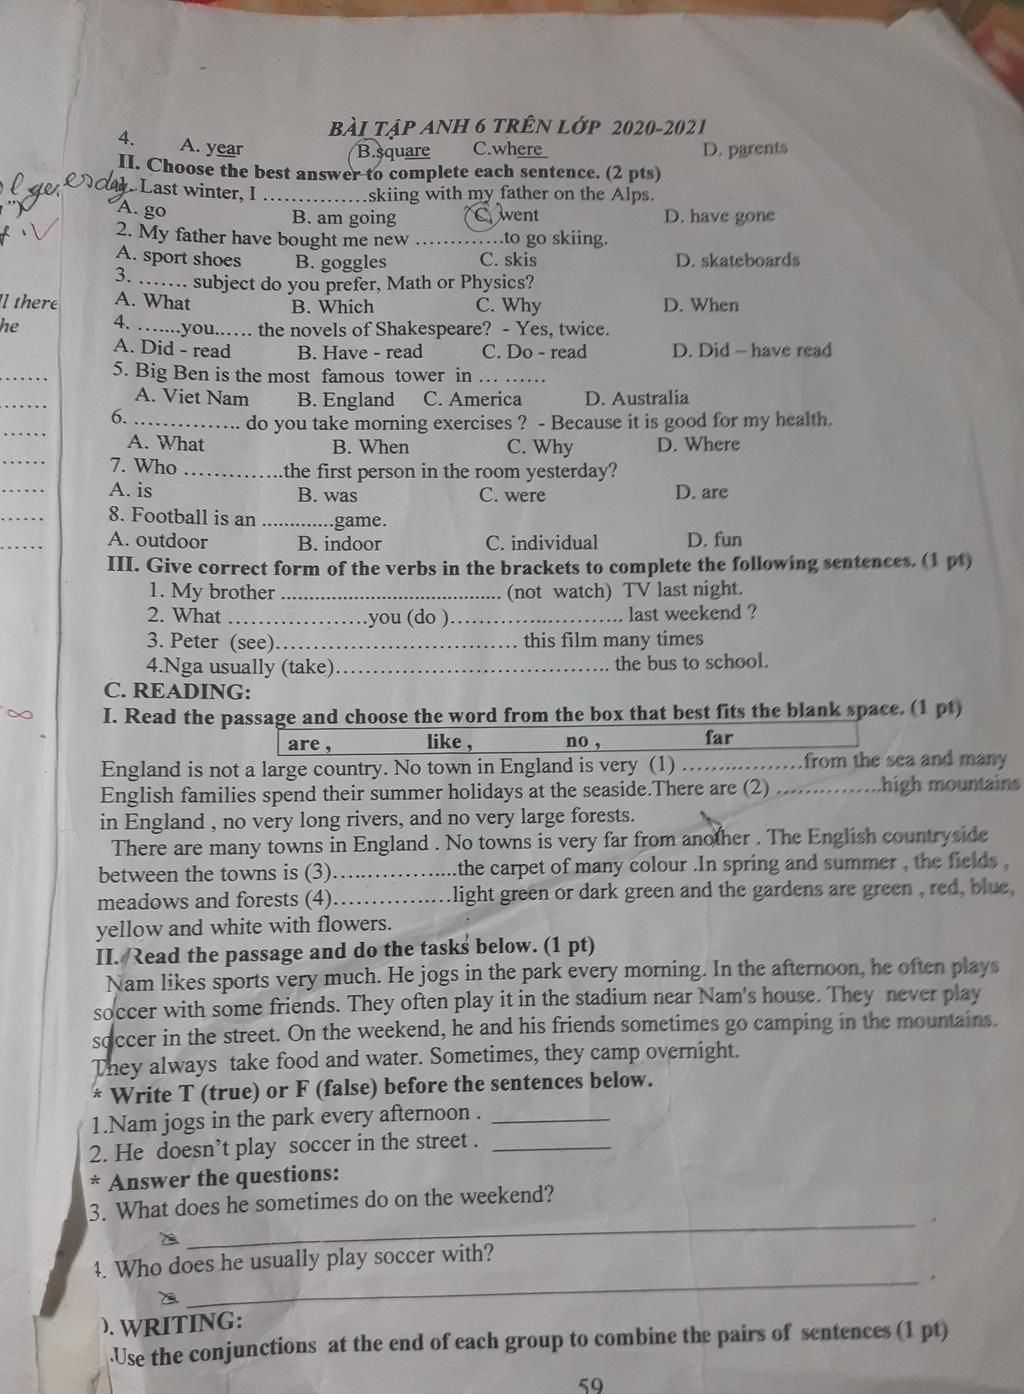 BÀI TẬP ANH 6 TRÊN LỚP 2020-2021
4. A. year B.square C.where D. parents
II. Choose the best answer to complete each sentence. (2 pts)
Last winter, I ...............skiing with my father on the Alps.
A. go B. am going C. went D. have gone
2. My father have bought me new .............to go skiing.
A. sport shoes B. goggles C. skis D. skateboards
3. ....... subject do you prefer, Math or Physics?
A. What B. Which C. Why D. When
4. .......you...... the novels of Shakespeare? - Yes, twice.
A. Did - read B. Have - read C. Do - read D. Did – have read
5. Big Ben is the most famous tower in ... ......
A. Viet Nam B. England C. America D. Australia
6. ............... do you take morning exercises ? - Because it is good for my health.
A. What B. When C. Why D. Where
7. Who ..............the first person in the room yesterday?
A. is B. was C. were D. are
8. Football is an .............game.
A. outdoor B. indoor C. individual D. fun
III. Give correct form of the verbs in the brackets to complete the following sentences. (1 pt)
1. My brother ...................................... (not watch) TV last night.
2. What ....................you (do )......................... last weekend ?
3. Peter (see)................................... this film many times
4.Nga usually (take)....................................... the bus to school.
C. READING:
I. Read the passage and choose the word from the box that best fits the blank space. (1 pt)
are , like , no , far
England is not a large country. No town in England is very (1) .................from the sea and many
English families spend their summer holidays at the seaside.There are (2) ...............high mountains
in England , no very long rivers, and no very large forests.
There are many towns in England . No towns is very far from another . The English countryside
between the towns is (3)..................the carpet of many colour .In spring and summer , the fields ,
meadows and forests (4).................light green or dark green and the gardens are green , red, blue,
yellow and white with flowers.
II. Read the passage and do the tasks below. (1 pt)
Nam likes sports very much. He jogs in the park every morning. In the afternoon, he often plays
soccer with some friends. They often play it in the stadium near Nam's house. They never play
soccer in the street. On the weekend, he and his friends sometimes go camping in the mountains.
They always take food and water. Sometimes, they camp overnight.
* Write T (true) or F (false) before the sentences below.
1.Nam jogs in the park every afternoon . __________
2. He doesn't play soccer in the street . __________
* Answer the questions:
3. What does he sometimes do on the weekend?
4. Who does he usually play soccer with?
). WRITING:
.Use the conjunctions at the end of each group to combine the pairs of sentences (1 pt)
59
ll there
he